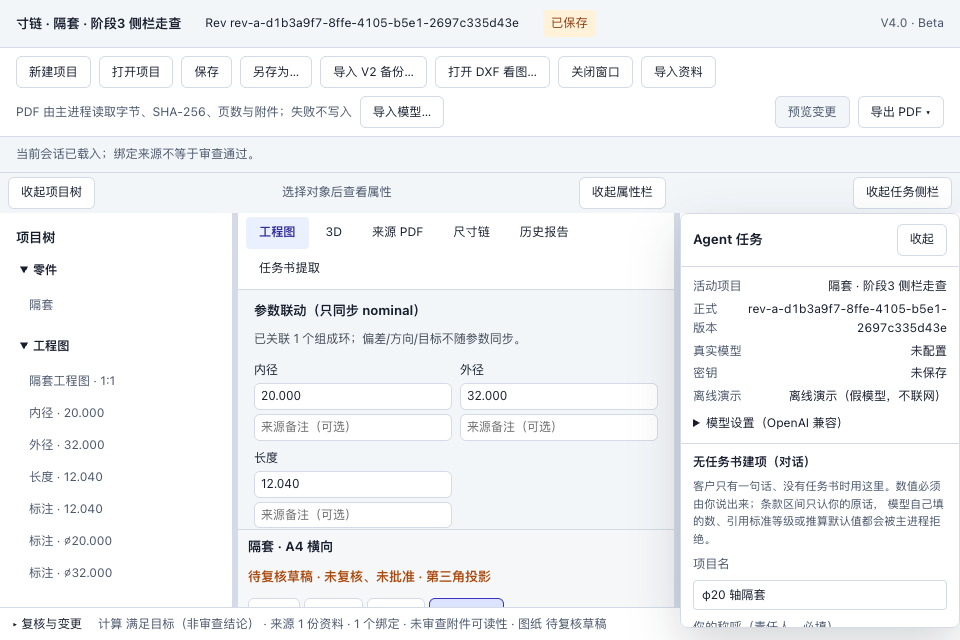 寸链 · 隔套 · 阶段3 侧栏走查 Rev rev-a-d1b3a9f7-8ffe-4105-b5e1-2697c335d43e 已保存 V4.0 · Beta
新建项目 打开项目 保存 另存为… 导入 V2 备份… 打开 DXF 看图… 关闭窗口 导入资料
PDF 由主进程读取字节、SHA-256、页数与附件；失败不写入 导入模型… 预览变更 导出 PDF ▾
当前会话已载入；绑定来源不等于审查通过。
收起项目树 选择对象后查看属性 收起属性栏 收起任务侧栏
项目树
▼ 零件
隔套
▼ 工程图
隔套工程图 · 1:1
内径 · 20.000
外径 · 32.000
长度 · 12.040
标注 · 12.040
标注 · ⌀20.000
标注 · ⌀32.000
工程图 3D 来源 PDF 尺寸链 历史报告
任务书提取
参数联动（只同步 nominal）
已关联 1 个组成环；偏差/方向/目标不随参数同步。
内径 外径
20.000 32.000
来源备注（可选） 来源备注（可选）
长度
12.040
来源备注（可选）
隔套 · A4 横向
待复核草稿 · 未复核、未批准 · 第三角投影
Agent 任务 收起
活动项目 隔套 · 阶段3 侧栏走查
正式版本 rev-a-d1b3a9f7-8ffe-4105-b5e1-2697c335d43e
真实模型 未配置
密钥 未保存
离线演示 离线演示（假模型，不联网）
▶ 模型设置（OpenAI 兼容）
无任务书建项（对话）
客户只有一句话、没有任务书时用这里。数值必须
由你说出来；条款区间只认你的原话， 模型自己填
的数、引用标准等级或推算默认值都会被主进程拒
绝。
项目名
φ20 轴隔套
你的称呼（责任人，必填）
▸ 复核与变更 计算 满足目标（非审查结论） · 来源 1 份资料 · 1 个绑定 · 未审查附件可读性 · 图纸 待复核草稿